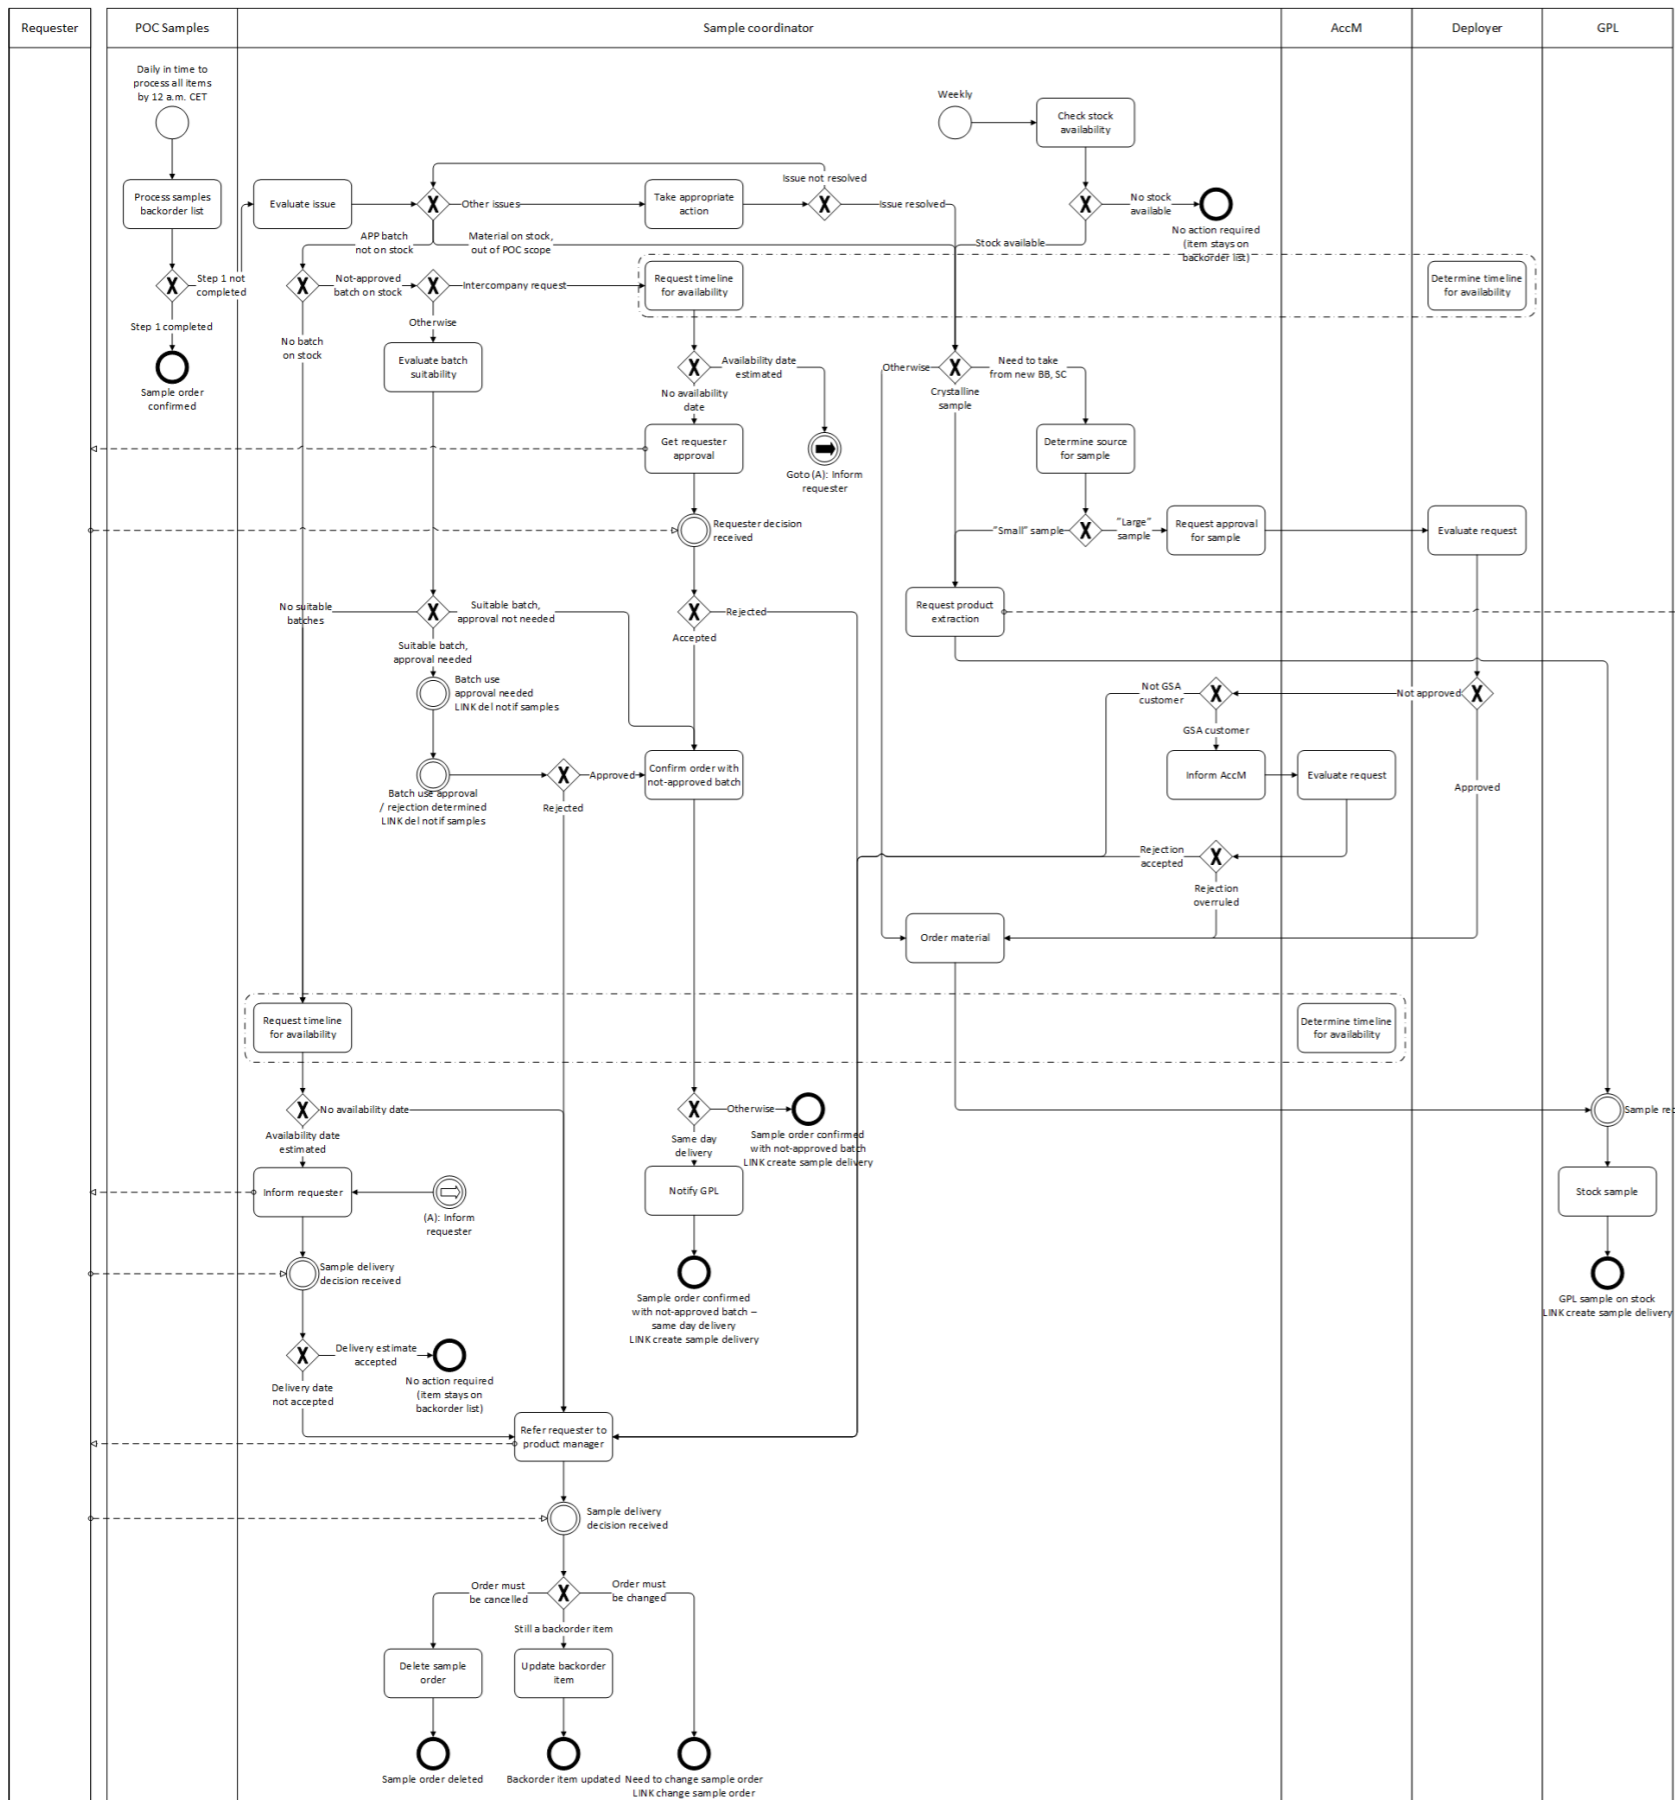 Requester
POC Samples
Sample coordinator
AccM
Deployer
GPL
Daily in time to
process all items
by 12 a.m. CET
Weekly
Check stock
availability
Process samples
backorder list
Evaluate issue
Other issues
Take appropriate
action
Issue not resolved
Issue resolved
No stock
available
No action required
(item stays on
backorder list)
APP batch
not on stock
Material on stock,
out of POC scope
Stock available
Step 1 not
completed
Not-approved
batch on stock
Intercompany request
Request timeline
for availability
Determine timeline
for availability
Step 1 completed
Otherwise
No batch
on stock
Sample order
confirmed
Evaluate batch
suitability
Availability date
estimated
No availability
date
Otherwise
Need to take
from new BB, SC
Crystalline
sample
Get requester
approval
Goto (A): Inform
requester
Determine source
for sample
Requester decision
received
"Small" sample
"Large"
sample
Request approval
for sample
Evaluate request
No suitable
batches
Suitable batch,
approval not needed
Suitable batch,
approval needed
Rejected
Accepted
Request product
extraction
Batch use
approval needed
LINK del notif samples
Not GSA
customer
Not approved
GSA customer
Batch use approval
/ rejection determined
LINK del notif samples
Approved
Rejected
Confirm order with
not-approved batch
Inform AccM
Evaluate request
Approved
Rejection
accepted
Rejection
overruled
Order material
Request timeline
for availability
Determine timeline
for availability
No availability date
Availability date
estimated
Otherwise
Same day
delivery
Sample order confirmed
with not-approved batch
LINK create sample delivery
Sample
Inform requester
(A): Inform
requester
Notify GPL
Stock sample
Sample delivery
decision received
Sample order confirmed
with not-approved batch –
same day delivery
LINK create sample delivery
GPL sample on stock
LINK create sample delivery
Delivery estimate
accepted
Delivery date
not accepted
No action required
(item stays on
backorder list)
Refer requester to
product manager
Sample delivery
decision received
Order must
be cancelled
Order must
be changed
Still a backorder item
Delete sample
order
Update backorder
item
Sample order deleted
Backorder item updated
Need to change sample order
LINK change sample order